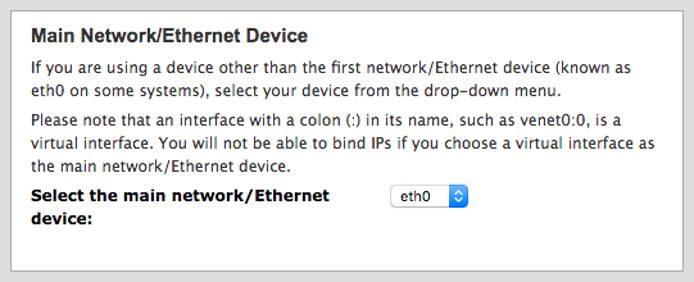 Main Network/Ethernet Device
If you are using a device other than the first network/Ethernet device (known as
eth0 on some systems), select your device from the drop-down menu.
Please note that an interface with a colon (:) in its name, such as venet0:0, is a
virtual interface. You will not be able to bind IPs if you choose a virtual interface as
the main network/Ethernet device.
Select the main network/Ethernet eth0
device: